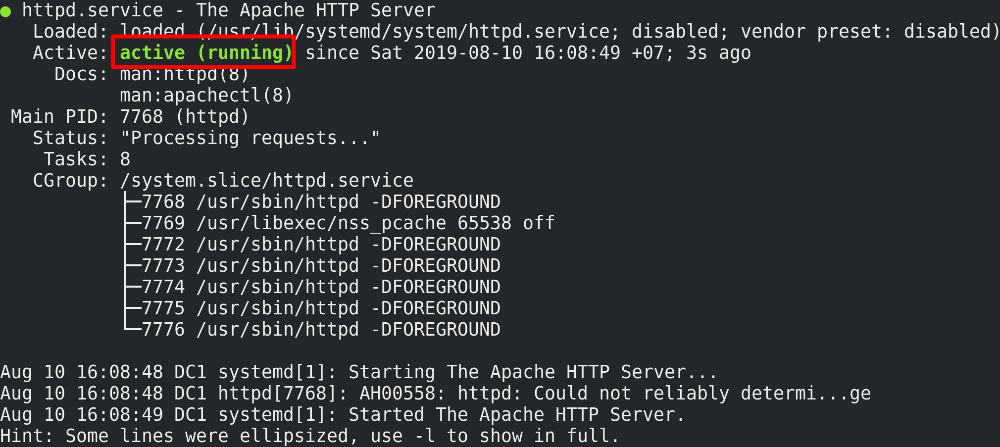 ● httpd.service - The Apache HTTP Server
   Loaded: loaded (/usr/lib/systemd/system/httpd.service; disabled; vendor preset: disabled)
   Active: active (running) since Sat 2019-08-10 16:08:49 +07; 3s ago
     Docs: man:httpd(8)
           man:apachectl(8)
 Main PID: 7768 (httpd)
   Status: "Processing requests..."
    Tasks: 8
   CGroup: /system.slice/httpd.service
           ├─7768 /usr/sbin/httpd -DFOREGROUND
           ├─7769 /usr/libexec/nss_pcache 65538 off
           ├─7772 /usr/sbin/httpd -DFOREGROUND
           ├─7773 /usr/sbin/httpd -DFOREGROUND
           ├─7774 /usr/sbin/httpd -DFOREGROUND
           ├─7775 /usr/sbin/httpd -DFOREGROUND
           └─7776 /usr/sbin/httpd -DFOREGROUND

Aug 10 16:08:48 DC1 systemd[1]: Starting The Apache HTTP Server...
Aug 10 16:08:48 DC1 httpd[7768]: AH00558: httpd: Could not reliably determi...ge
Aug 10 16:08:49 DC1 systemd[1]: Started The Apache HTTP Server.
Hint: Some lines were ellipsized, use -l to show in full.